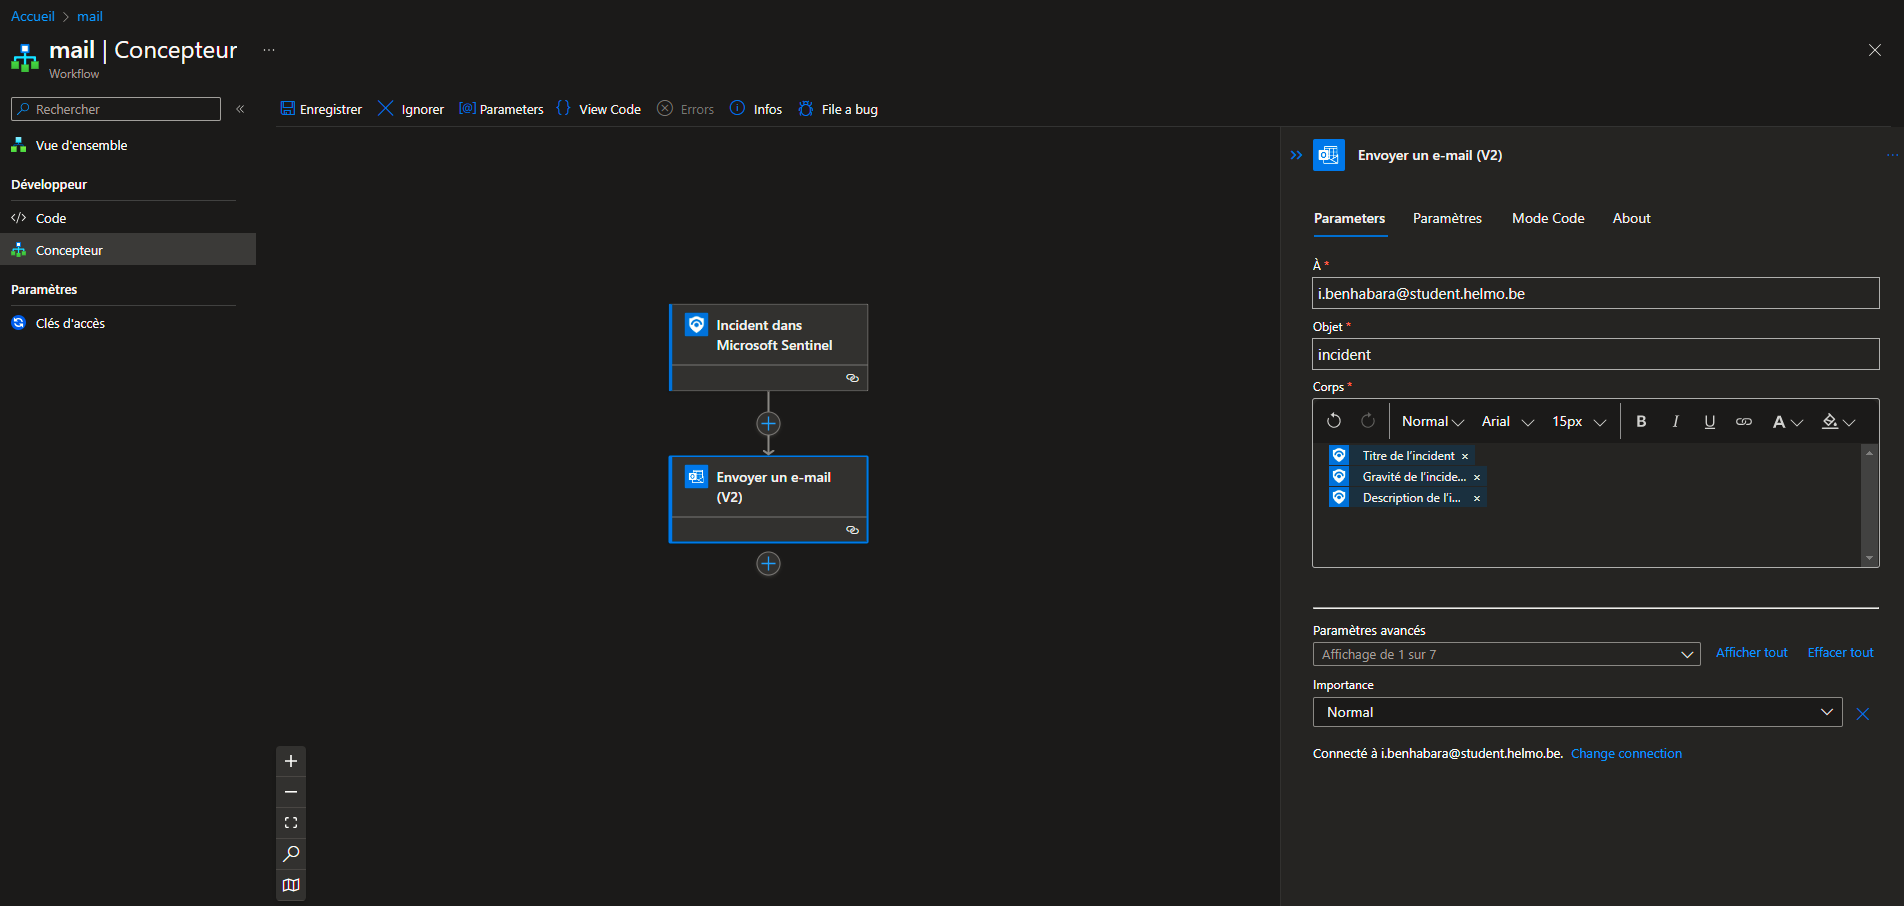 Accueil > mail
mail | Concepteur ...
Workflow
Rechercher
Vue d'ensemble
Développeur
Code
Concepteur
Paramètres
Clés d'accès
Enregistrer Ignorer Parameters View Code Errors Infos File a bug
Incident dans
Microsoft Sentinel
Envoyer un e-mail
(V2)
Envoyer un e-mail (V2)
Parameters Paramètres Mode Code About
À *
i.benhabara@student.helmo.be
Objet *
incident
Corps *
Normal Arial 15px B I U A
Titre de l'incident ×
Gravité de l'incide... ×
Description de l'i... ×
Paramètres avancés
Affichage de 1 sur 7 Afficher tout Effacer tout
Importance
Normal
Connecté à i.benhabara@student.helmo.be. Change connection